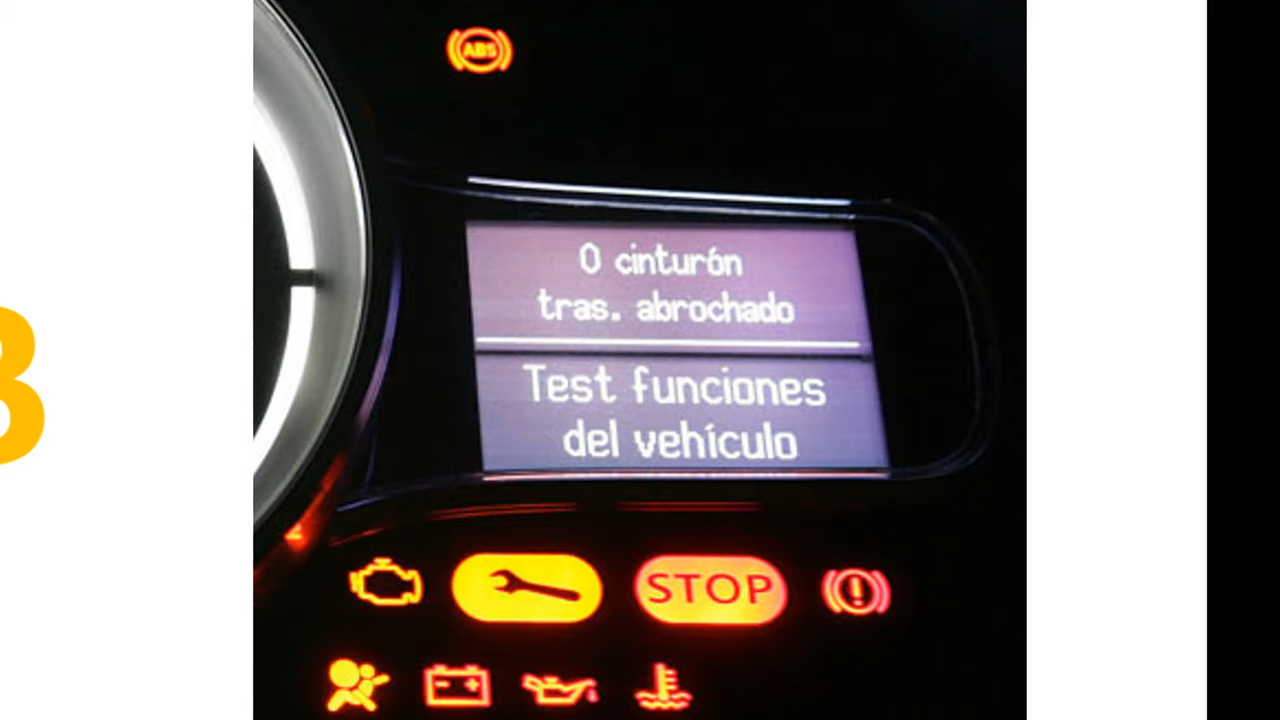 ABS
0 cinturón
tras. abrochado
Test funciones
del vehículo
STOP